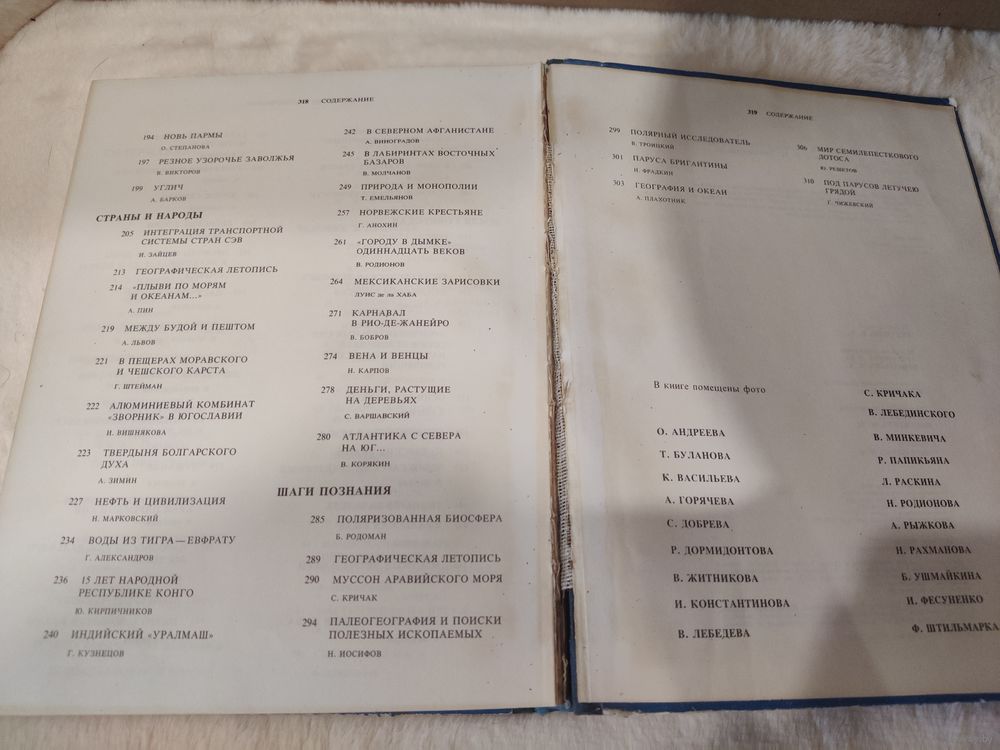 318 СОДЕРЖАНИЕ
194 НОВЬ ПАРМЫ
О. СТЕПАНОВА
197 РЕЗНОЕ УЗОРОЧЬЕ ЗАВОЛЖЬЯ
В. ВИКТОРОВ
199 УГЛИЧ
А. БАРКОВ
СТРАНЫ И НАРОДЫ
205 ИНТЕГРАЦИЯ ТРАНСПОРТНОЙ
СИСТЕМЫ СТРАН СЭВ
И. ЗАЙЦЕВ
213 ГЕОГРАФИЧЕСКАЯ ЛЕТОПИСЬ
214 «ПЛЫВИ ПО МОРЯМ
И ОКЕАНАМ...»
А. ПИН
219 МЕЖДУ БУДОЙ И ПЕШТОМ
А. ЛЬВОВ
221 В ПЕЩЕРАХ МОРАВСКОГО
И ЧЕШСКОГО КАРСТА
Г. ШТЕЙМАН
222 АЛЮМИНИЕВЫЙ КОМБИНАТ
«ЗВОРНИК» В ЮГОСЛАВИИ
И. ВИШНЯКОВА
223 ТВЕРДЫНЯ БОЛГАРСКОГО
ДУХА
А. ЗИМИН
227 НЕФТЬ И ЦИВИЛИЗАЦИЯ
Н. МАРКОВСКИЙ
234 ВОДЫ ИЗ ТИГРА — ЕВФРАТУ
Г. АЛЕКСАНДРОВ
236 15 ЛЕТ НАРОДНОЙ
РЕСПУБЛИКЕ КОНГО
Ю. КИРПИЧНИКОВ
240 ИНДИЙСКИЙ «УРАЛМАШ»
Г. КУЗНЕЦОВ
242 В СЕВЕРНОМ АФГАНИСТАНЕ
А. ВИНОГРАДОВ
245 В ЛАБИРИНТАХ ВОСТОЧНЫХ
БАЗАРОВ
В. МОЛЧАНОВ
249 ПРИРОДА И МОНОПОЛИИ
Т. ЕМЕЛЬЯНОВ
257 НОРВЕЖСКИЕ КРЕСТЬЯНЕ
Г. АНОХИН
261 «ГОРОДУ В ДЫМКЕ»
ОДИННАДЦАТЬ ВЕКОВ
В. РОДИОНОВ
264 МЕКСИКАНСКИЕ ЗАРИСОВКИ
ЛУИС де ла ХАБА
271 КАРНАВАЛ
В РИО-ДЕ-ЖАНЕЙРО
В. БОБРОВ
274 ВЕНА И ВЕНЦЫ
Н. КАРПОВ
278 ДЕНЬГИ, РАСТУЩИЕ
НА ДЕРЕВЬЯХ
С. ВАРШАВСКИЙ
280 АТЛАНТИКА С СЕВЕРА
НА ЮГ...
В. КОРЯКИН
ШАГИ ПОЗНАНИЯ
285 ПОЛЯРИЗОВАННАЯ БИОСФЕРА
Б. РОДОМАН
289 ГЕОГРАФИЧЕСКАЯ ЛЕТОПИСЬ
290 МУССОН АРАВИЙСКОГО МОРЯ
С. КРИЧАК
294 ПАЛЕОГЕОГРАФИЯ И ПОИСКИ
ПОЛЕЗНЫХ ИСКОПАЕМЫХ
Н. ИОСИФОВ
319 СОДЕРЖАНИЕ
299 ПОЛЯРНЫЙ ИССЛЕДОВАТЕЛЬ
В. ТРОИЦКИЙ
301 ПАРУСА БРИГАНТИНЫ
Н. ФРАДКИН
303 ГЕОГРАФИЯ И ОКЕАН
А. ПЛАХОТНИК
306 МИР СЕМИЛЕПЕСТКОВОГО
ЛОТОСА
Ю. РЕШЕТОВ
310 ПОД ПАРУСОВ ЛЕТУЧЕЮ
ГРЯДОЙ
Г. ЧИЖЕВСКИЙ
В книге помещены фото
О. АНДРЕЕВА
Т. БУЛАНОВА
К. ВАСИЛЬЕВА
А. ГОРЯЧЕВА
С. ДОБРЕВА
Р. ДОРМИДОНТОВА
В. ЖИТНИКОВА
И. КОНСТАНТИНОВА
В. ЛЕБЕДЕВА
С. КРИЧАКА
В. ЛЕБЕДИНСКОГО
В. МИНКЕВИЧА
Р. ПАПИКЬЯНА
Л. РАСКИНА
Н. РОДИОНОВА
А. РЫЖКОВА
Н. РАХМАНОВА
Б. УШМАЙКИНА
И. ФЕСУНЕНКО
Ф. ШТИЛЬМАРКА